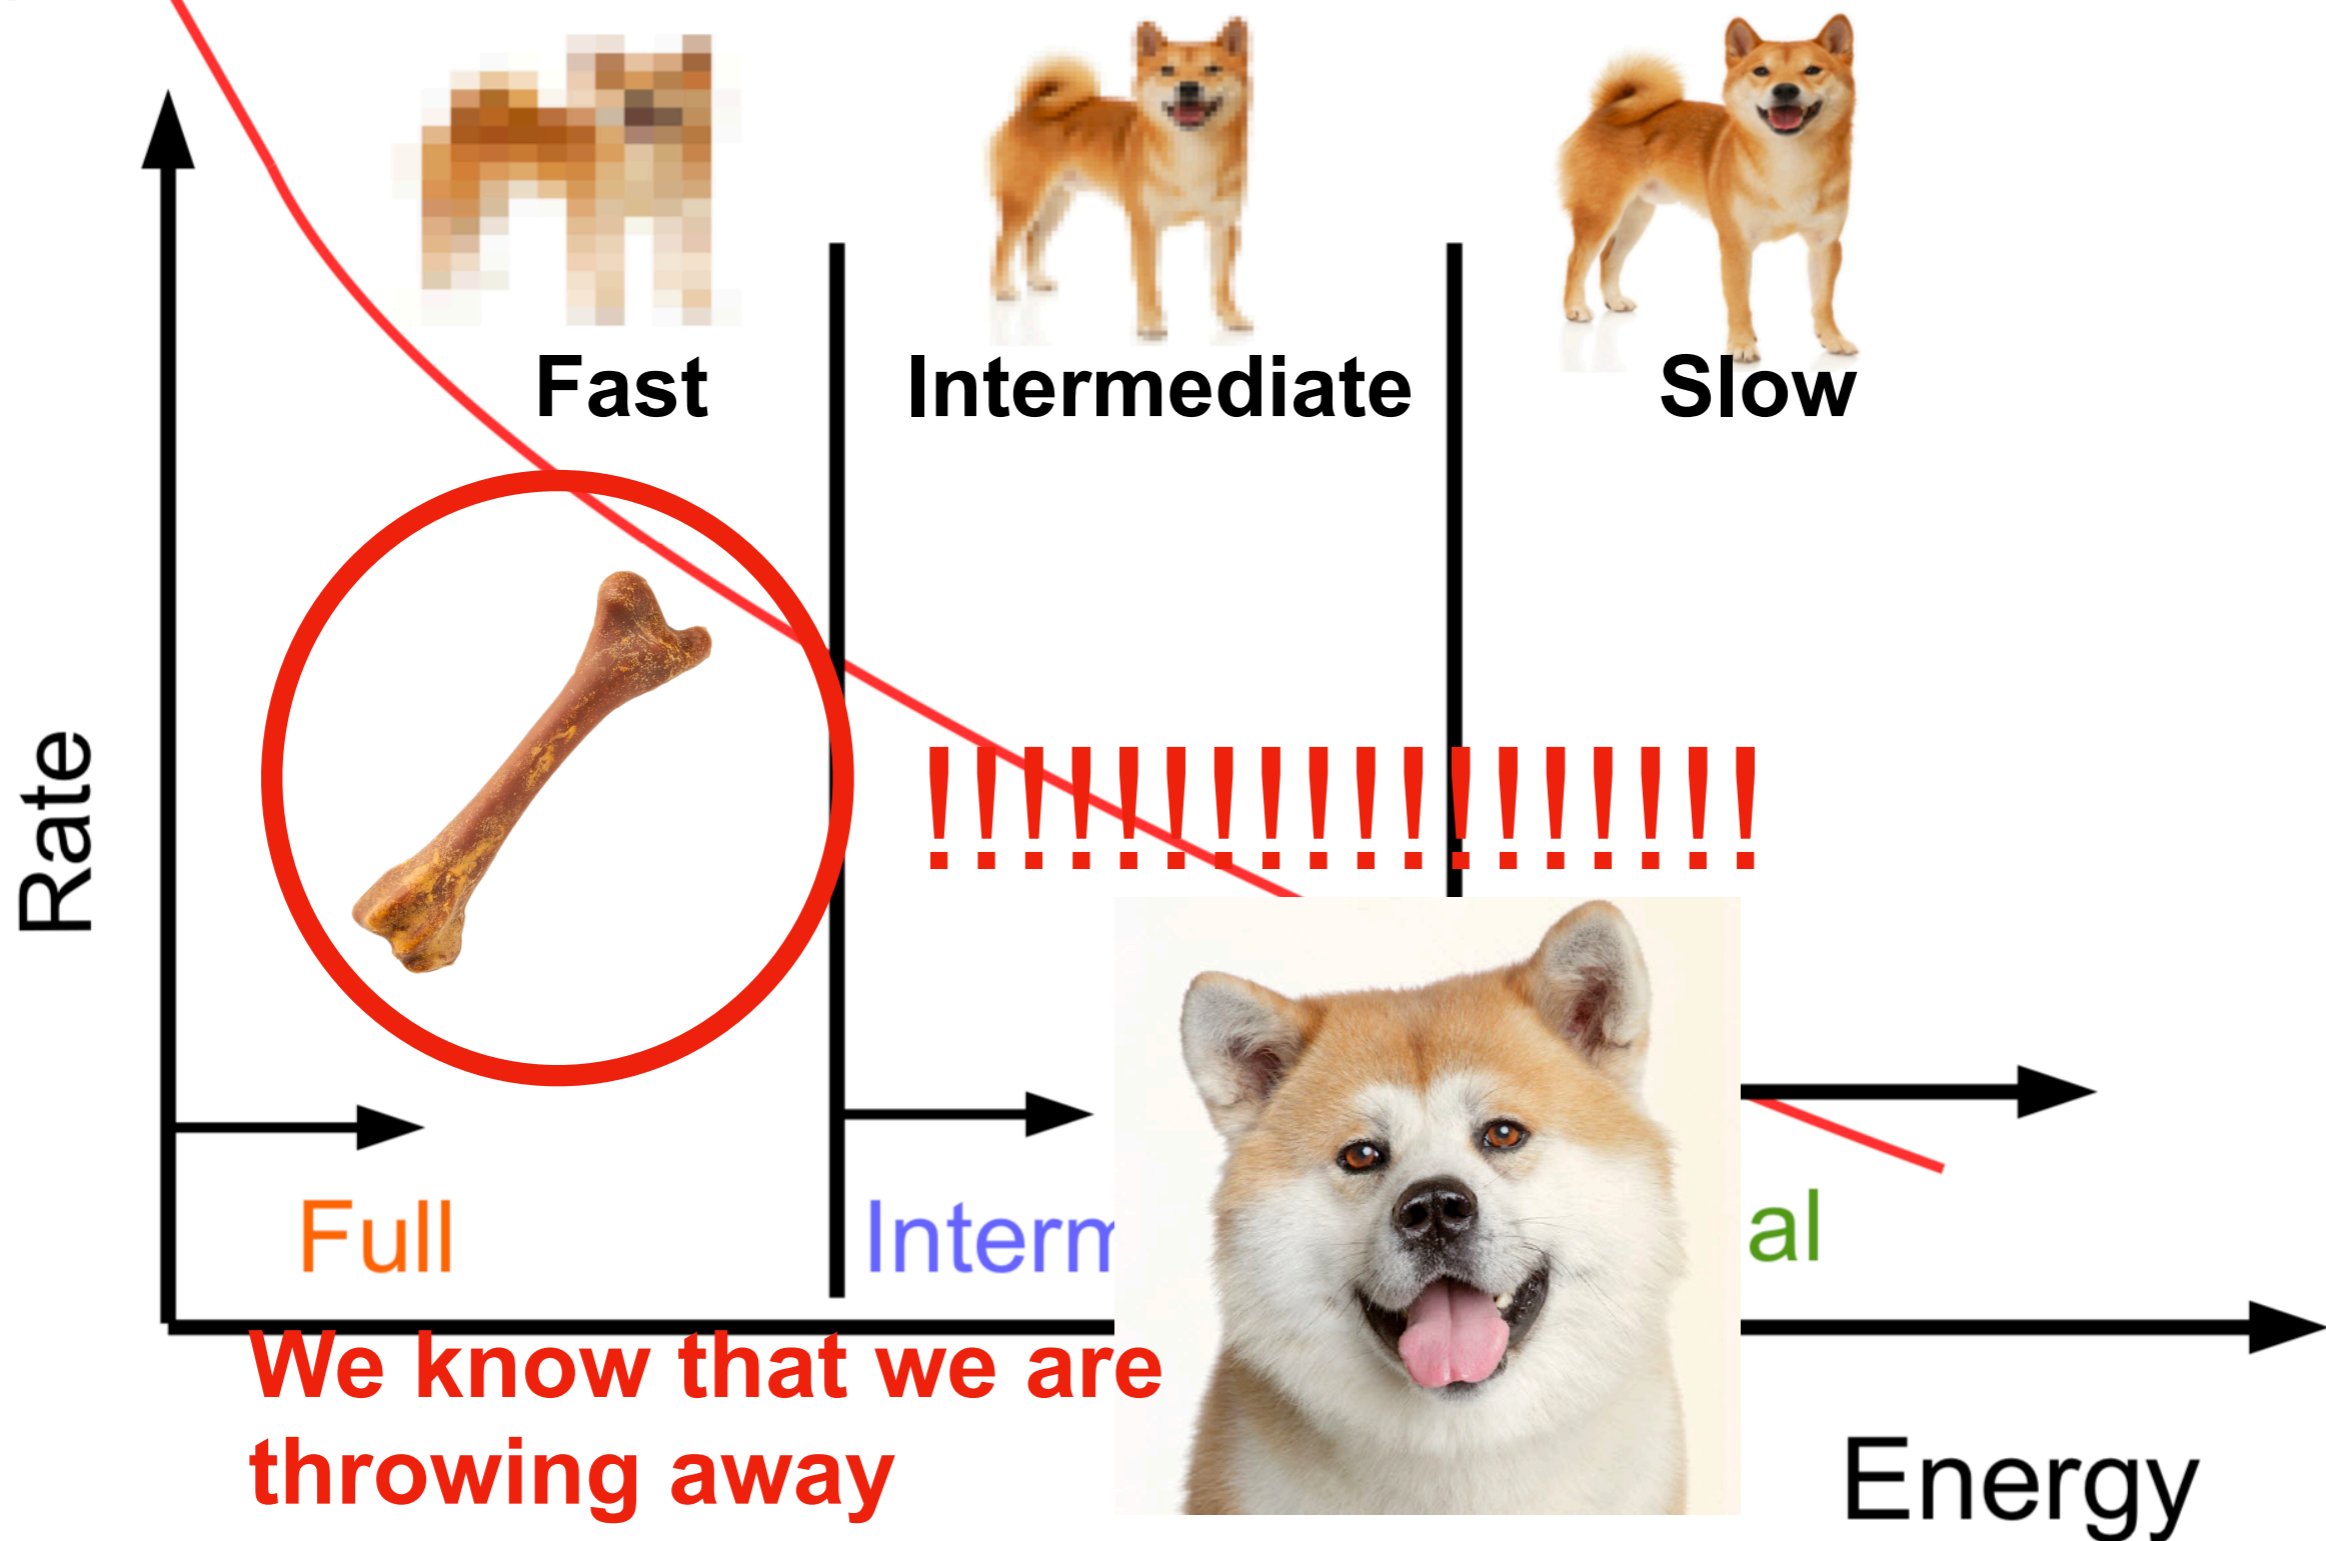 Fast
Intermediate
Slow
Rate
!!!!!!!!!!!!!!!!!!
Full
Interm
al
We know that we are
throwing away
Energy